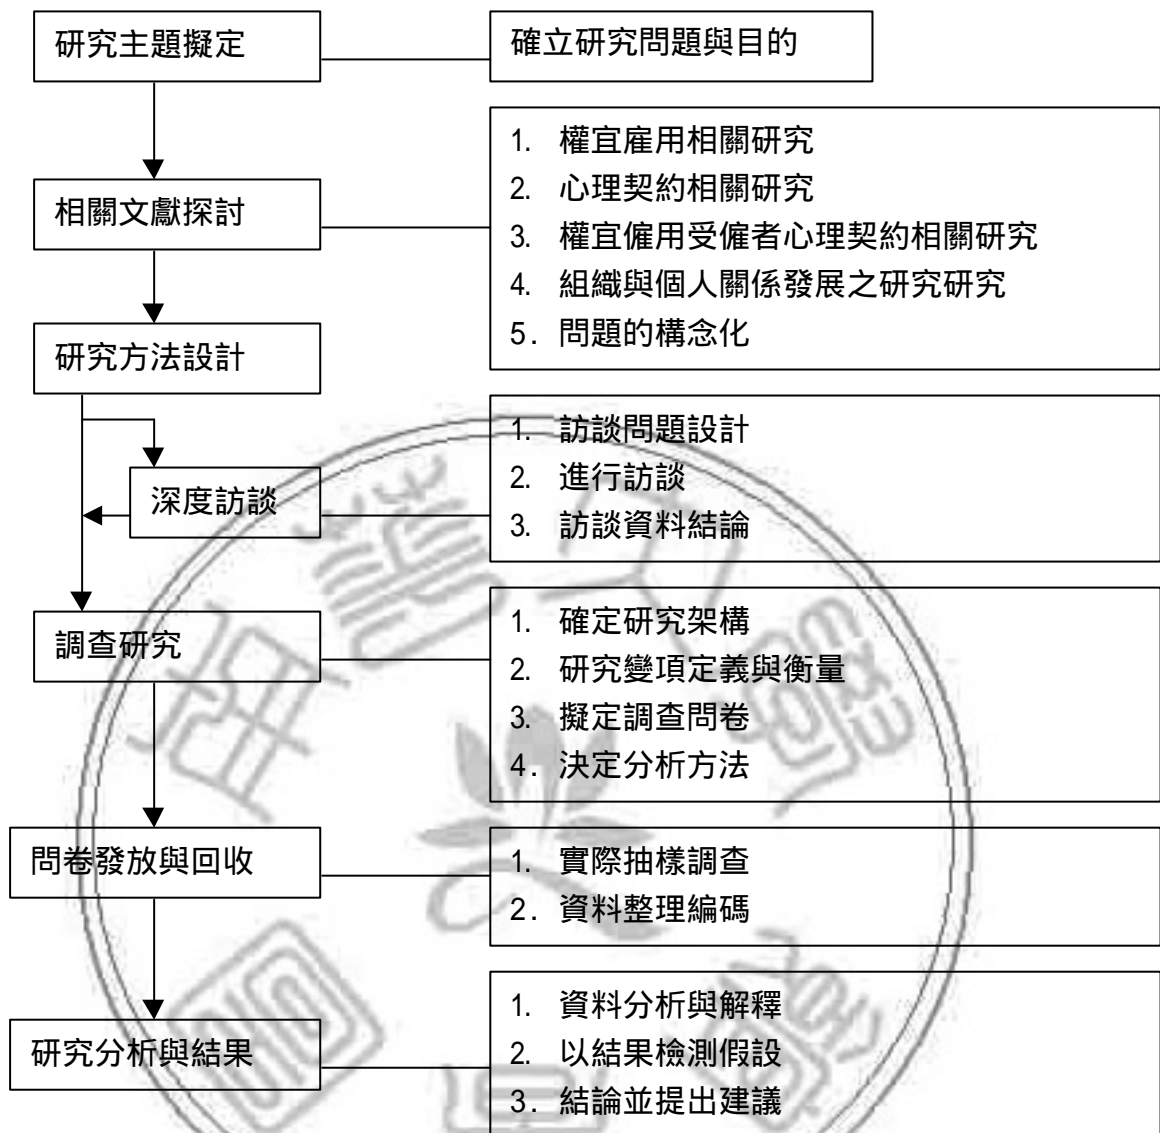 研究主題擬定
確立研究問題與目的
相關文獻探討
1. 權宜雇用相關研究
2. 心理契約相關研究
3. 權宜僱用受僱者心理契約相關研究
4. 組織與個人關係發展之研究研究
5. 問題的構念化
研究方法設計
深度訪談
1. 訪談問題設計
2. 進行訪談
3. 訪談資料結論
調查研究
1. 確定研究架構
2. 研究變項定義與衡量
3. 擬定調查問卷
4. 決定分析方法
問卷發放與回收
1. 實際抽樣調查
2. 資料整理編碼
研究分析與結果
1. 資料分析與解釋
2. 以結果檢測假設
3. 結論並提出建議